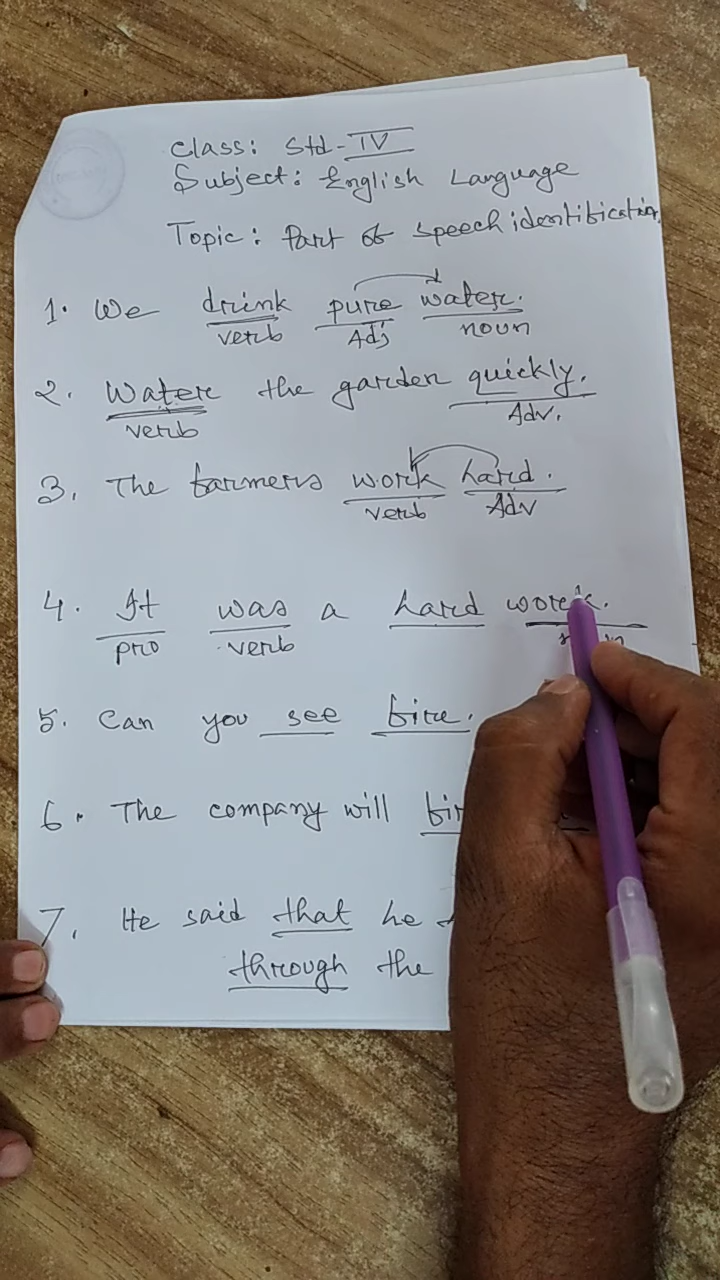 Class: Std - IV
Subject: English Language
Topic: Part of speech identification.
1. We drink pure water.
verb Adj noun
2. Water the garden quickly.
verb Adv.
3. The farmers work hard.
verb Adv
4. It was a hard work.
pro verb
5. Can you see fire.
6. The company will
7. He said that he
through the